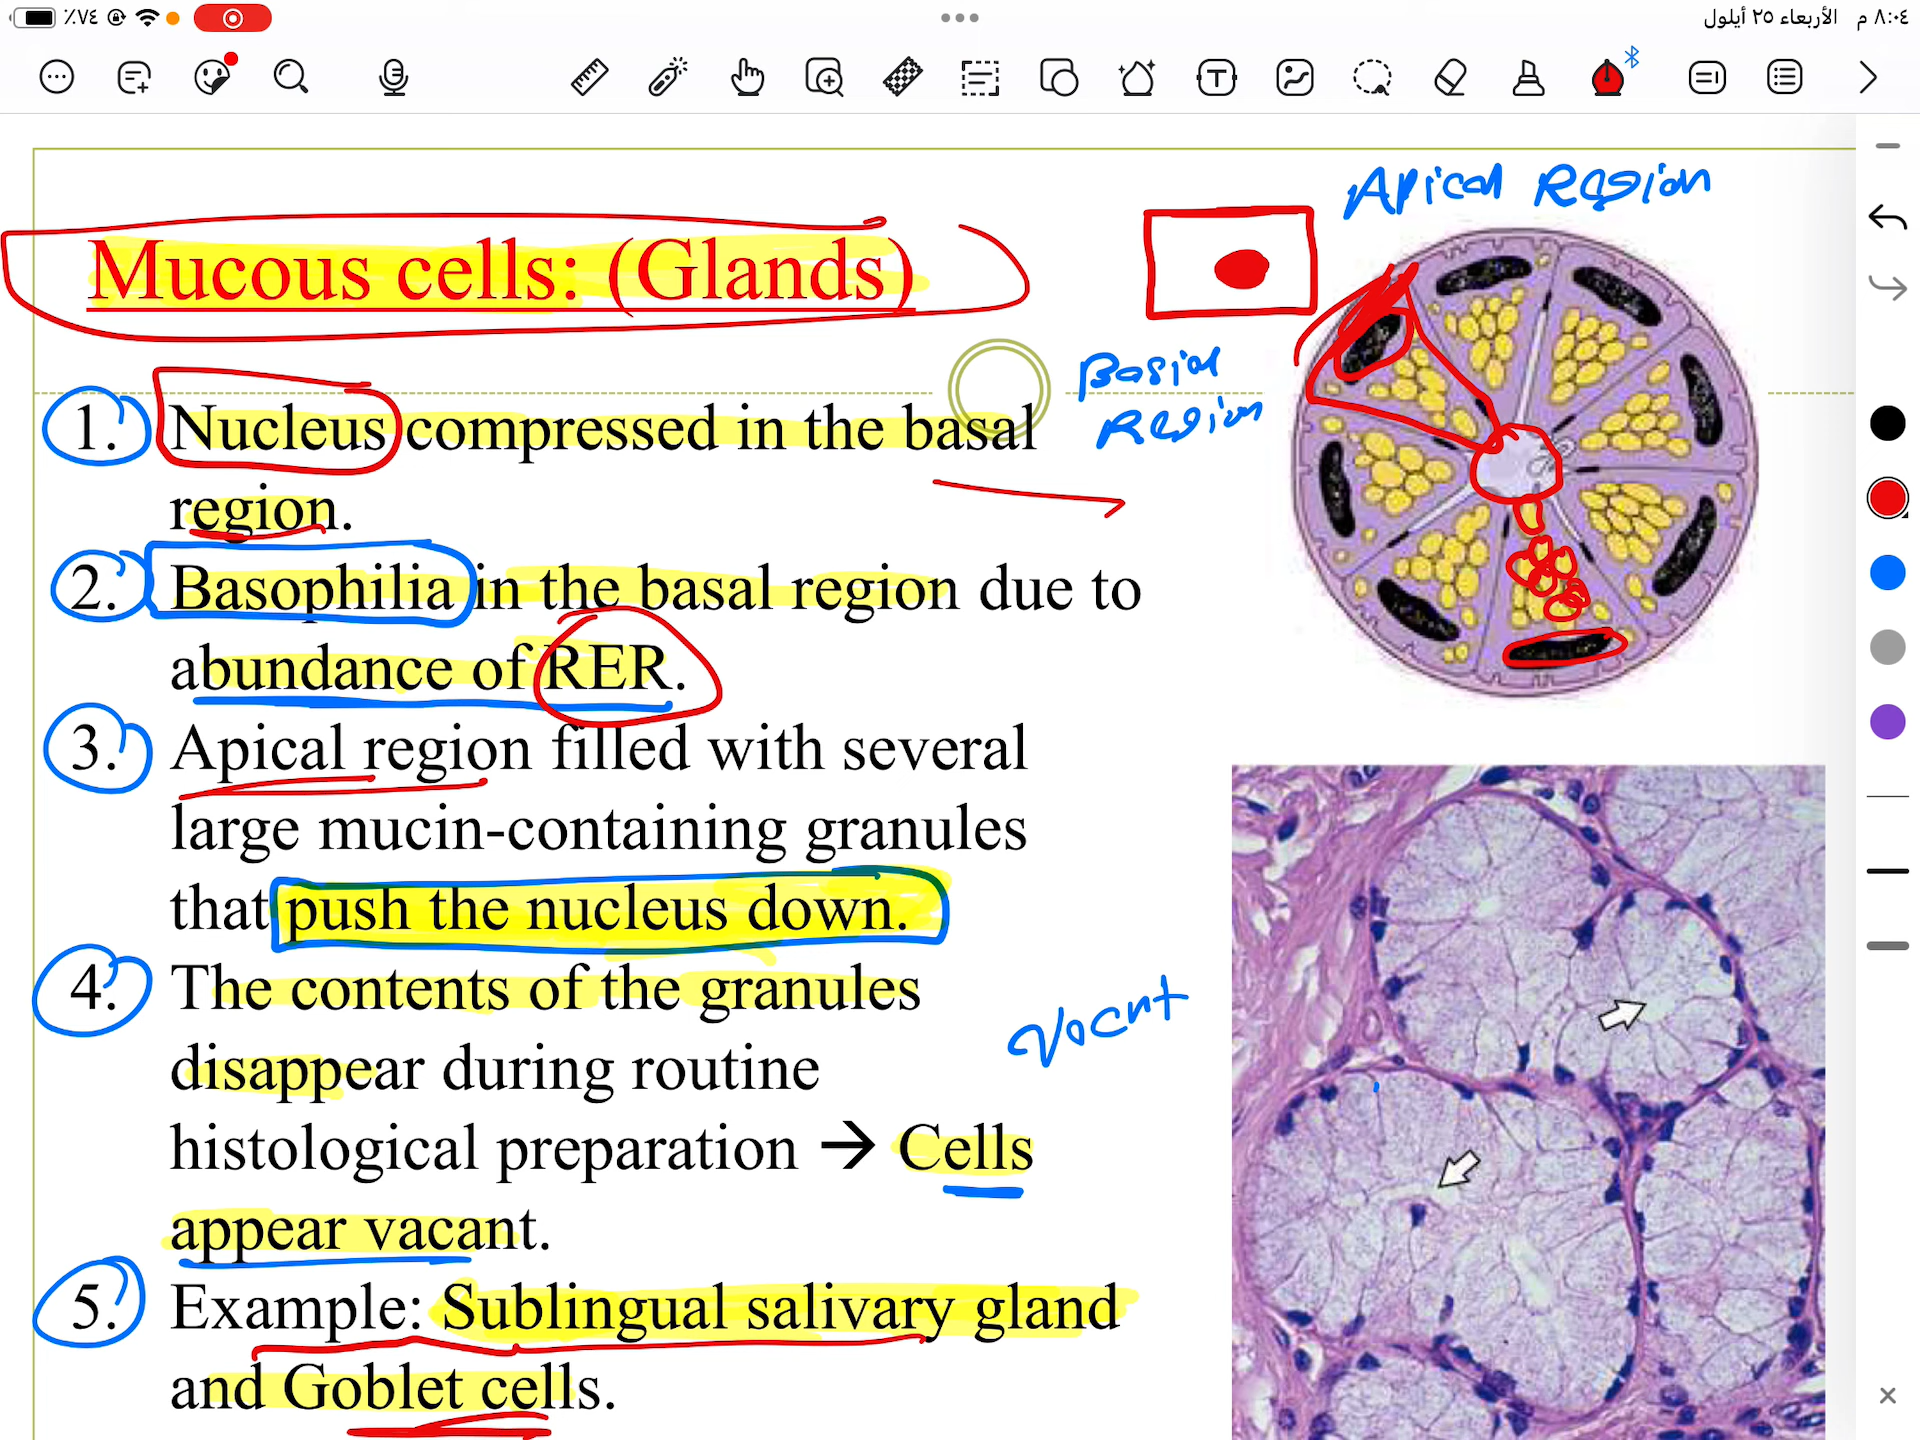 ٪٧٤
٨:٠٤ م الأربعاء ٢٥ أيلول
Apical Region
Mucous cells: (Glands)
Basial
Region
1. Nucleus compressed in the basal
region.
2. Basophilia in the basal region due to
abundance of RER.
3. Apical region filled with several
large mucin-containing granules
that push the nucleus down.
4. The contents of the granules
disappear during routine
histological preparation → Cells
appear vacant.
Vacent
5. Example: Sublingual salivary gland
and Goblet cells.